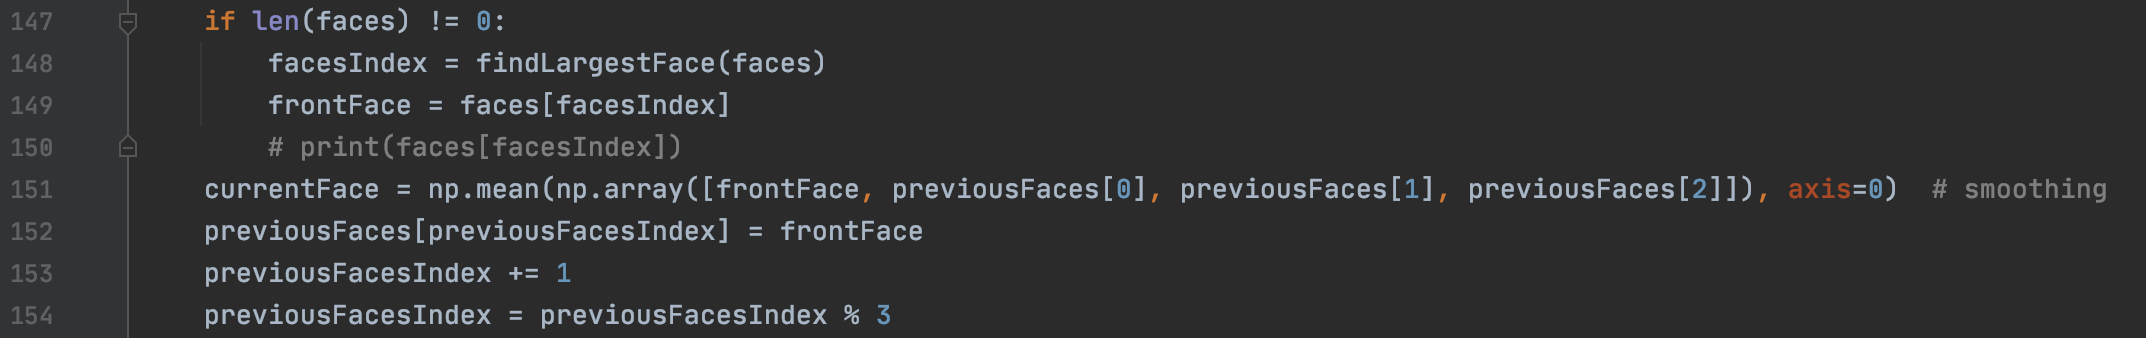 147 if len(faces) != 0:
148 facesIndex = findLargestFace(faces)
149 frontFace = faces[facesIndex]
150 # print(faces[facesIndex])
151 currentFace = np.mean(np.array([frontFace, previousFaces[0], previousFaces[1], previousFaces[2]]), axis=0)  # smoothing
152 previousFaces[previousFacesIndex] = frontFace
153 previousFacesIndex += 1
154 previousFacesIndex = previousFacesIndex % 3